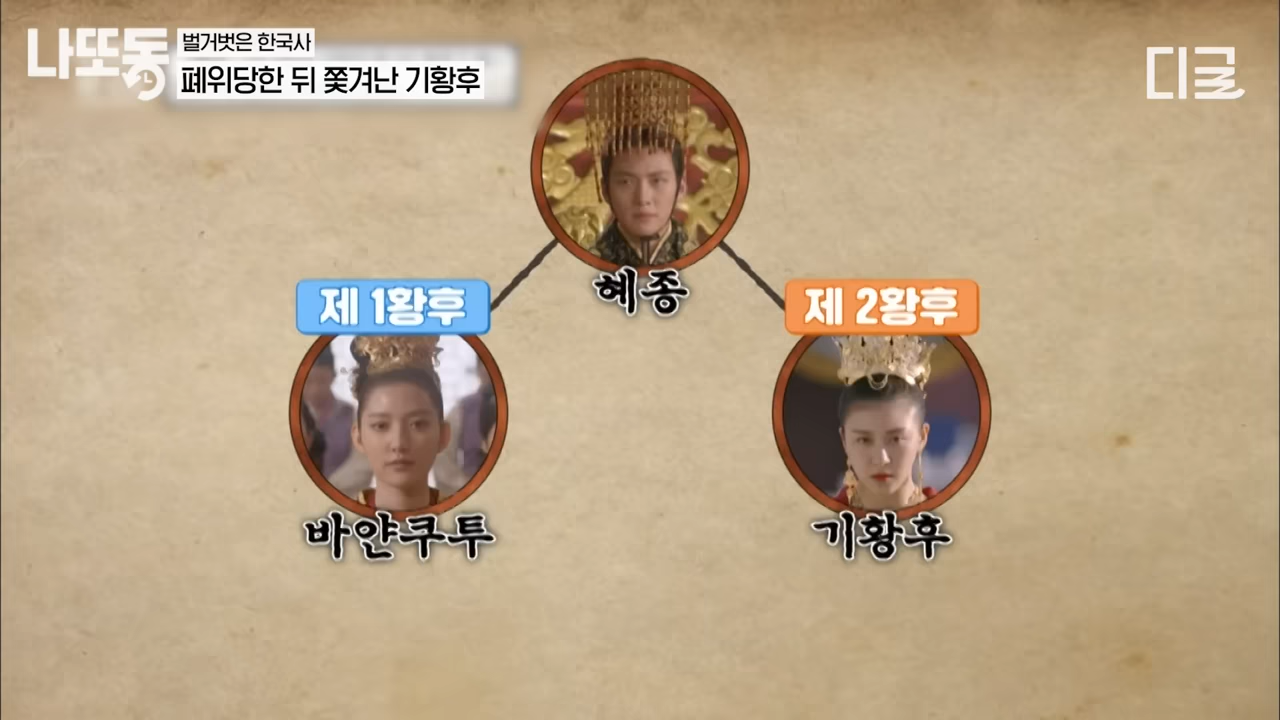 나또동
벌거벗은 한국사
폐위당한 뒤 쫓겨난 기황후
디글
혜종
제 1황후
제 2황후
바얀쿠투
기황후